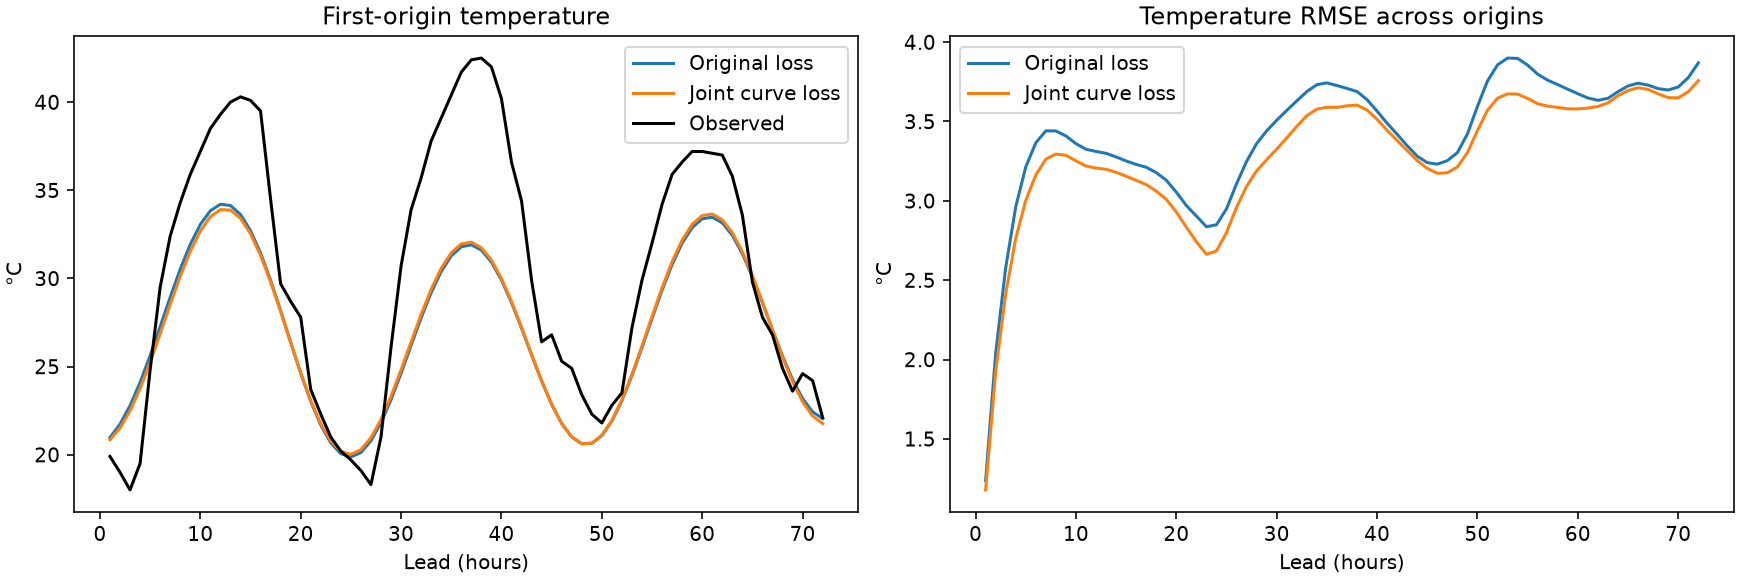 First-origin temperature
°C
40
35
30
25
20
Original loss
Joint curve loss
Observed
0 10 20 30 40 50 60 70
Lead (hours)
Temperature RMSE across origins
°C
4.0
3.5
3.0
2.5
2.0
1.5
Original loss
Joint curve loss
0 10 20 30 40 50 60 70
Lead (hours)